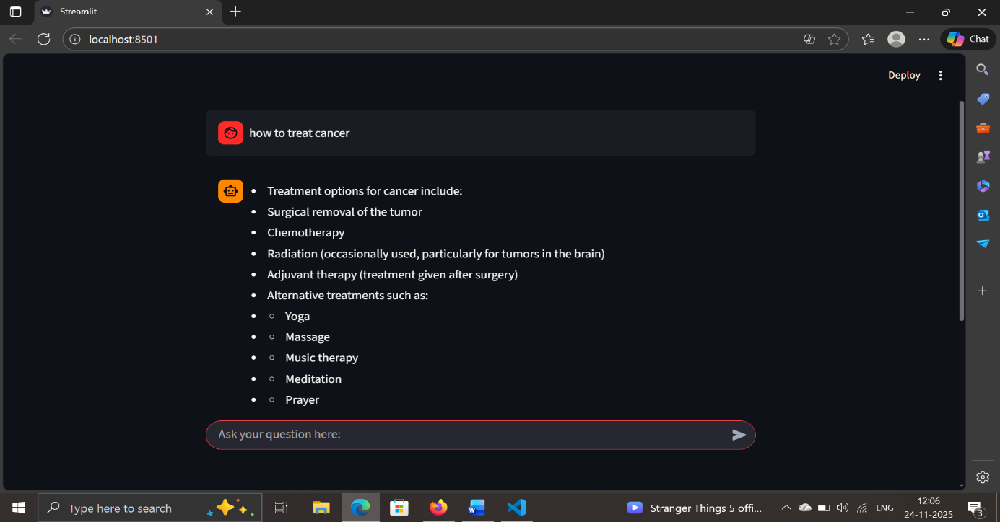 Streamlit
localhost:8501
Chat
Deploy
how to treat cancer
Treatment options for cancer include:
Surgical removal of the tumor
Chemotherapy
Radiation (occasionally used, particularly for tumors in the brain)
Adjuvant therapy (treatment given after surgery)
Alternative treatments such as:
Yoga
Massage
Music therapy
Meditation
Prayer
Ask your question here:
Type here to search
Stranger Things 5 offi...
ENG
12:06
24-11-2025
3